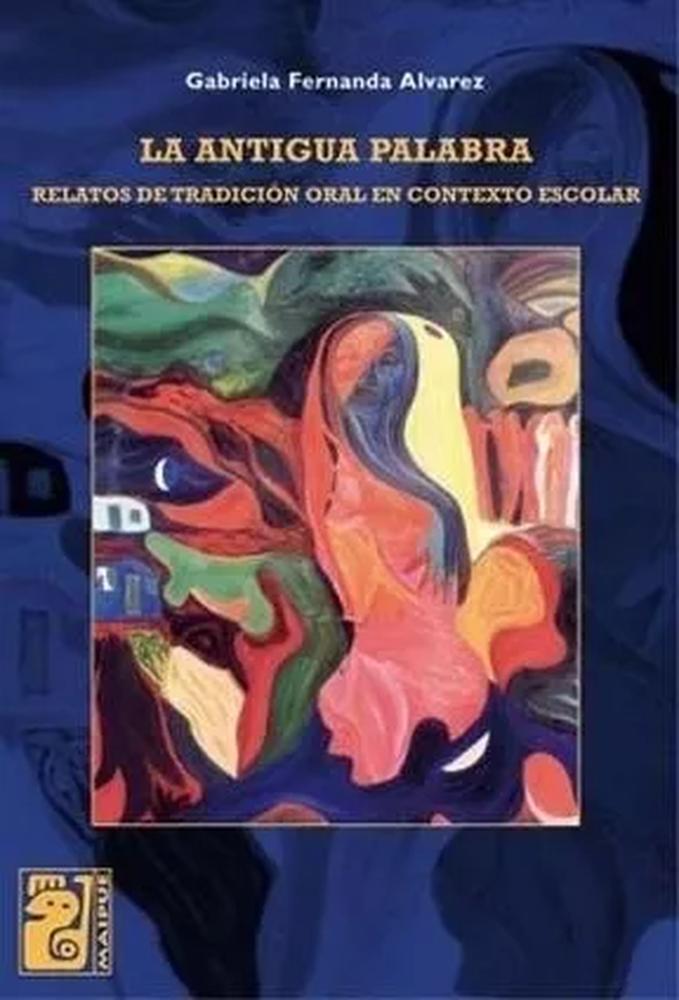 Gabriela Fernanda Alvarez
LA ANTIGUA PALABRA
RELATOS DE TRADICIÓN ORAL EN CONTEXTO ESCOLAR
MAIPUE